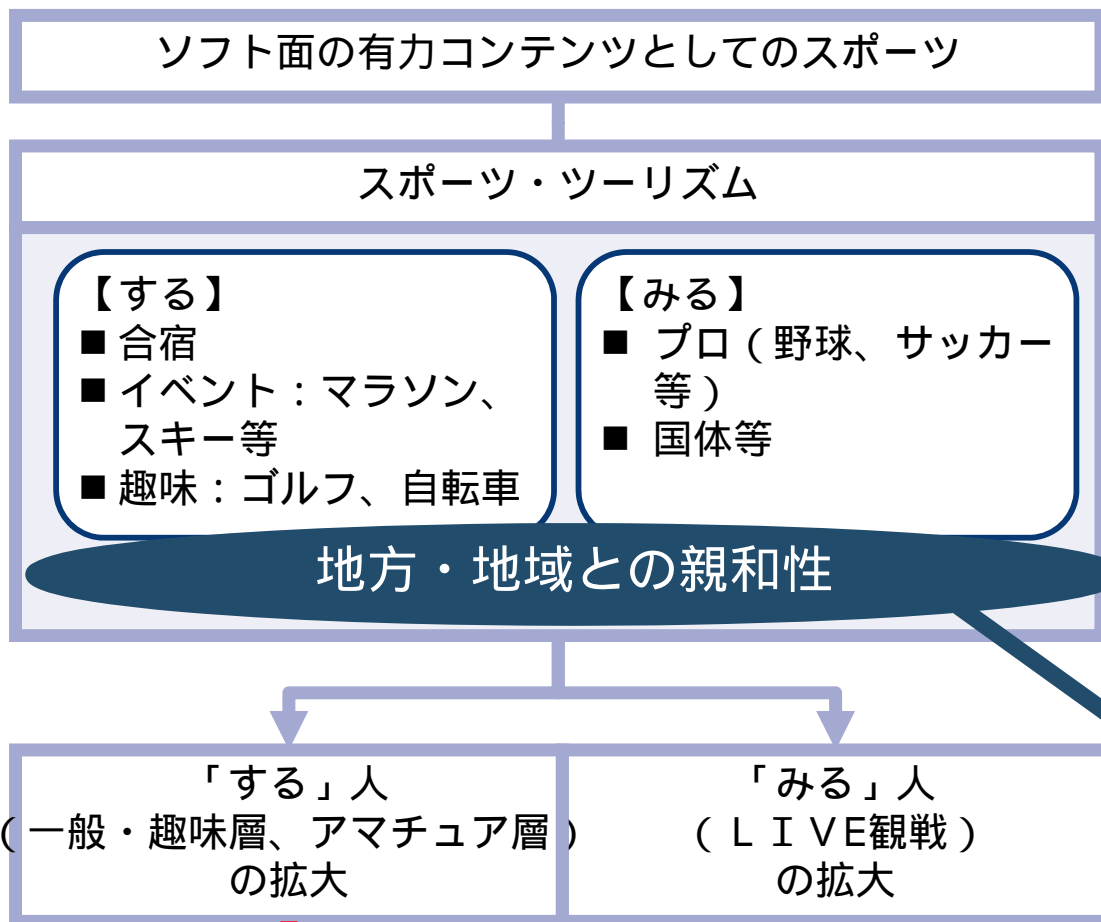 ソフト面の有力コンテンツとしてのスポーツ
スポーツ・ツーリズム
【する】
■ 合宿
■ イベント：マラソン、
スキー等
■ 趣味：ゴルフ、自転車
【みる】
■ プロ（野球、サッカー
等）
■ 国体等
地方・地域との親和性
「する」人
（一般・趣味層、アマチュア層）
の拡大
「みる」人
（ＬＩＶE観戦）
の拡大